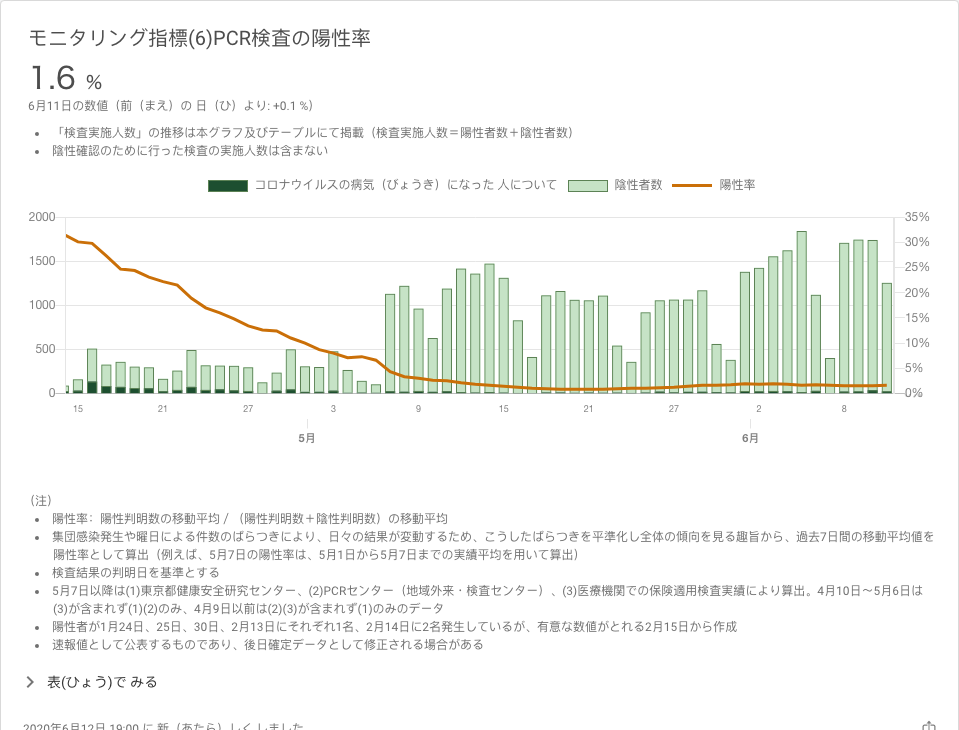 モニタリング指標(6)PCR検査の陽性率
1.6 %
6月11日の数値（前（まえ）の 日（ひ）より: +0.1 %）
「検査実施人数」の推移は本グラフ及びテーブルにて掲載（検査実施人数＝陽性者数＋陰性者数）
陰性確認のために行った検査の実施人数は含まない
コロナウイルスの病気（びょうき）になった 人について 陰性者数 陽性率
2000 35%
30%
1500
25%
20%
1000
15%
10%
500
5%
0 0%
15 21 27 3 9 15 21 27 2 8
5月 6月
（注）
陽性率：陽性判明数の移動平均 / （陽性判明数＋陰性判明数）の移動平均
集団感染発生や曜日による件数のばらつきにより、日々の結果が変動するため、こうしたばらつきを平準化し全体の傾向を見る趣旨から、過去7日間の移動平均値を
陽性率として算出（例えば、5月7日の陽性率は、5月1日から5月7日までの実績平均を用いて算出）
検査結果の判明日を基準とする
5月7日以降は(1)東京都健康安全研究センター、(2)PCRセンター（地域外来・検査センター）、(3)医療機関での保険適用検査実績により算出。4月10日～5月6日は
(3)が含まれず(1)(2)のみ、4月9日以前は(2)(3)が含まれず(1)のみのデータ
陽性者が1月24日、25日、30日、2月13日にそれぞれ1名、2月14日に2名発生しているが、有意な数値がとれる2月15日から作成
速報値として公表するものであり、後日確定データとして修正される場合がある
表(ひょう)で みる
2020年6月12日 19:00 に 新（あたら）しく しました